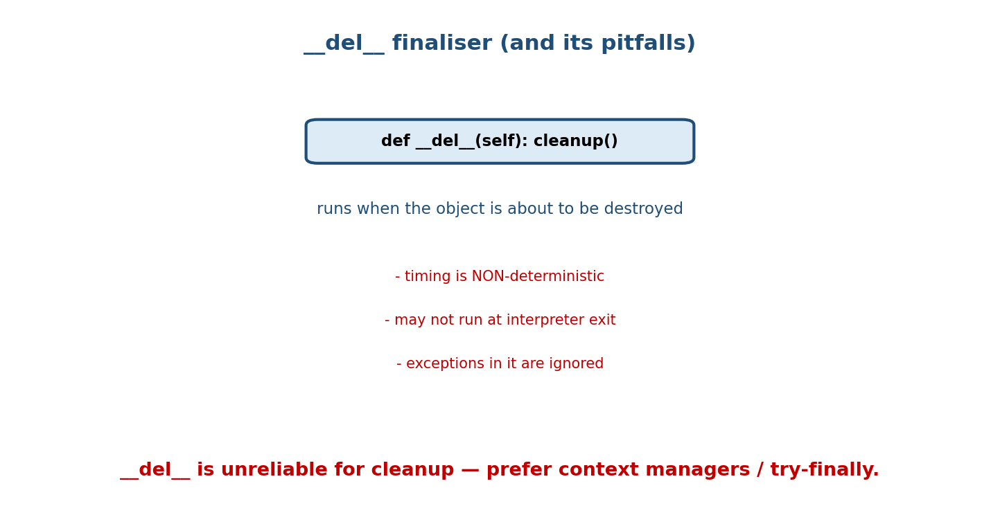 __del__ finaliser (and its pitfalls)
def __del__(self): cleanup()
runs when the object is about to be destroyed
- timing is NON-deterministic
- may not run at interpreter exit
- exceptions in it are ignored
__del__ is unreliable for cleanup — prefer context managers / try-finally.